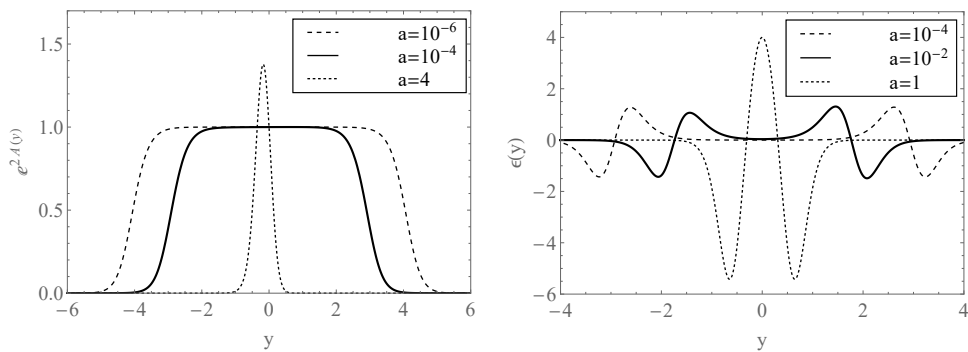 a=10⁻⁶
a=10⁻⁴
a=4
e^{2 A(y)}
1.5
1.0
0.5
0.0
−6 −4 −2 0 2 4 6
y
a=10⁻⁴
a=10⁻²
a=1
ϵ(y)
4
2
0
−2
−4
−6
−4 −2 0 2 4
y